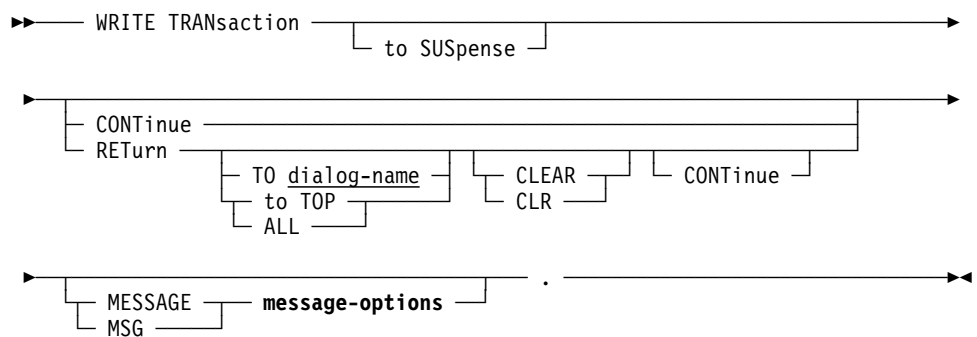 WRITE TRANsaction
to SUSpense
CONTinue
RETurn
TO dialog-name CLEAR CONTinue
to TOP CLR
ALL
MESSAGE message-options .
MSG